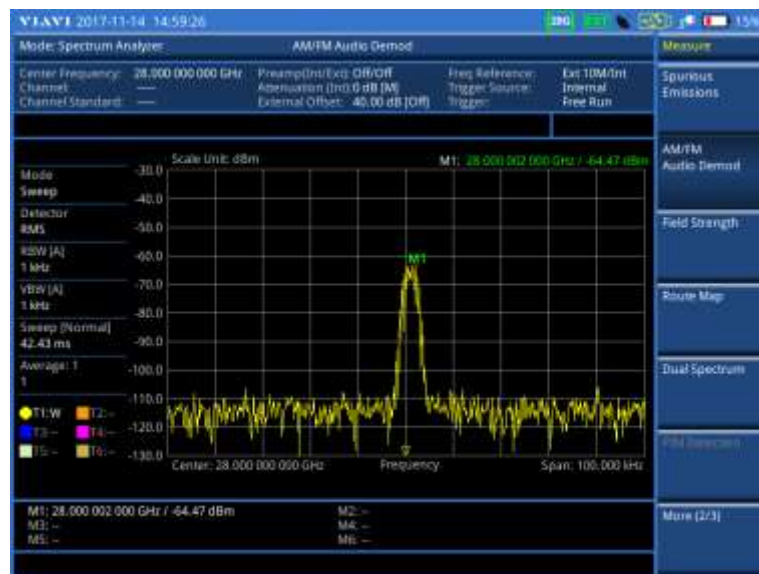 VIAVI 2017-11-14 14:59:26
15%
Mode: Spectrum Analyzer
AM/FM Audio Demod
Measure
Center Frequency: 28.000 000 000 GHz
Channel: ---
Channel Standard: ---
Preamp(Int/Ext): Off/Off
Attenuation (Int): 0 dB [M]
External Offset: 40.00 dB [Off]
Freq Reference: Ext 10M/Int
Trigger Source: Internal
Trigger: Free Run
Spurious
Emissions
AM/FM
Audio Demod
Field Strength
Route Map
Dual Spectrum
PIM Detection
More (2/3)
Mode
Sweep
Detector
RMS
RBW [A]
1 kHz
VBW [A]
1 kHz
Sweep [Normal]
42.43 ms
Average: 1
1
T1:W T2:--
T3:-- T4:--
T5:-- T6:--
Scale Unit: dBm
M1: 28.000 002 000 GHz / -64.47 dBm
-30.0
-40.0
-50.0
-60.0
-70.0
-80.0
-90.0
-100.0
-110.0
-120.0
-130.0
M1
Center: 28.000 000 000 GHz
Frequency
Span: 100.000 kHz
M1: 28.000 002 000 GHz / -64.47 dBm
M2: --
M3: --
M4: --
M5: --
M6: --